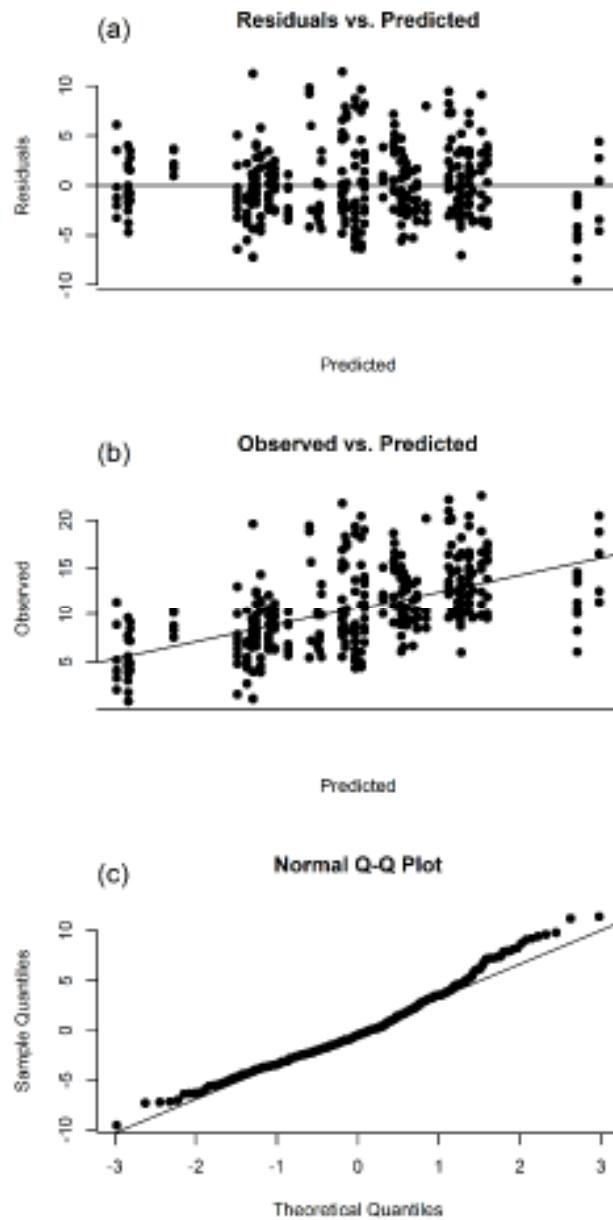 (a)
Residuals vs. Predicted
Residuals
10
5
0
-5
-10
Predicted
(b)
Observed vs. Predicted
Observed
20
15
10
5
Predicted
(c)
Normal Q-Q Plot
Sample Quantiles
10
5
0
-5
-10
-3 -2 -1 0 1 2 3
Theoretical Quantiles